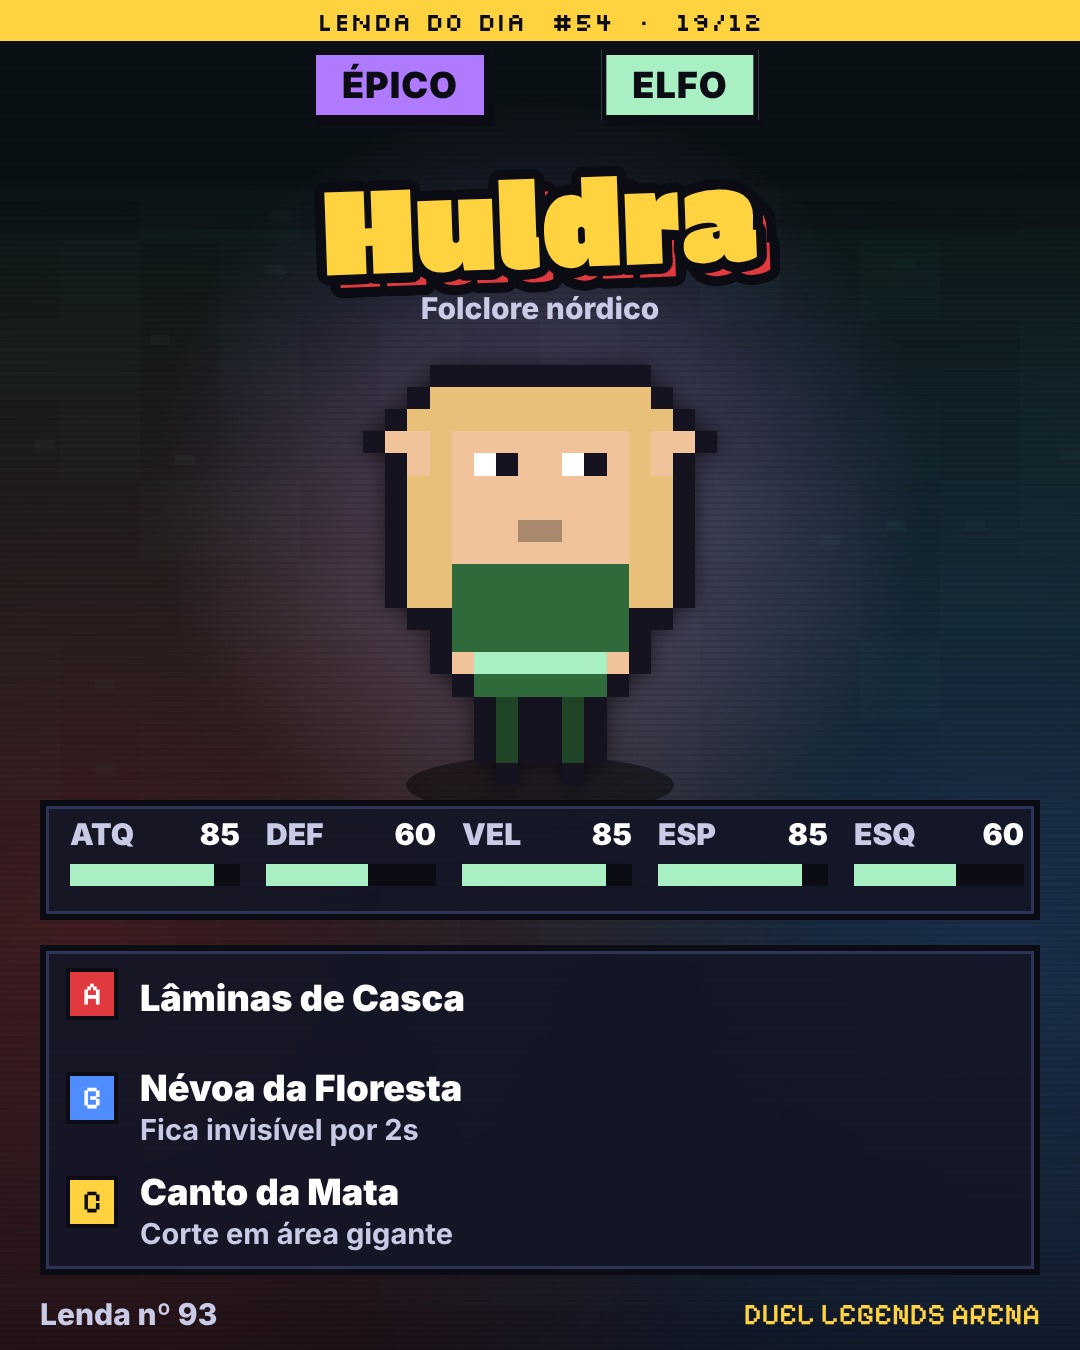 LENDA DO DIA #54 · 19/12
ÉPICO ELFO
Huldra
Folclore nórdico
ATQ 85 DEF 60 VEL 85 ESP 85 ESQ 60
A Lâminas de Casca
B Névoa da Floresta
Fica invisível por 2s
C Canto da Mata
Corte em área gigante
Lenda nº 93 DUEL LEGENDS ARENA